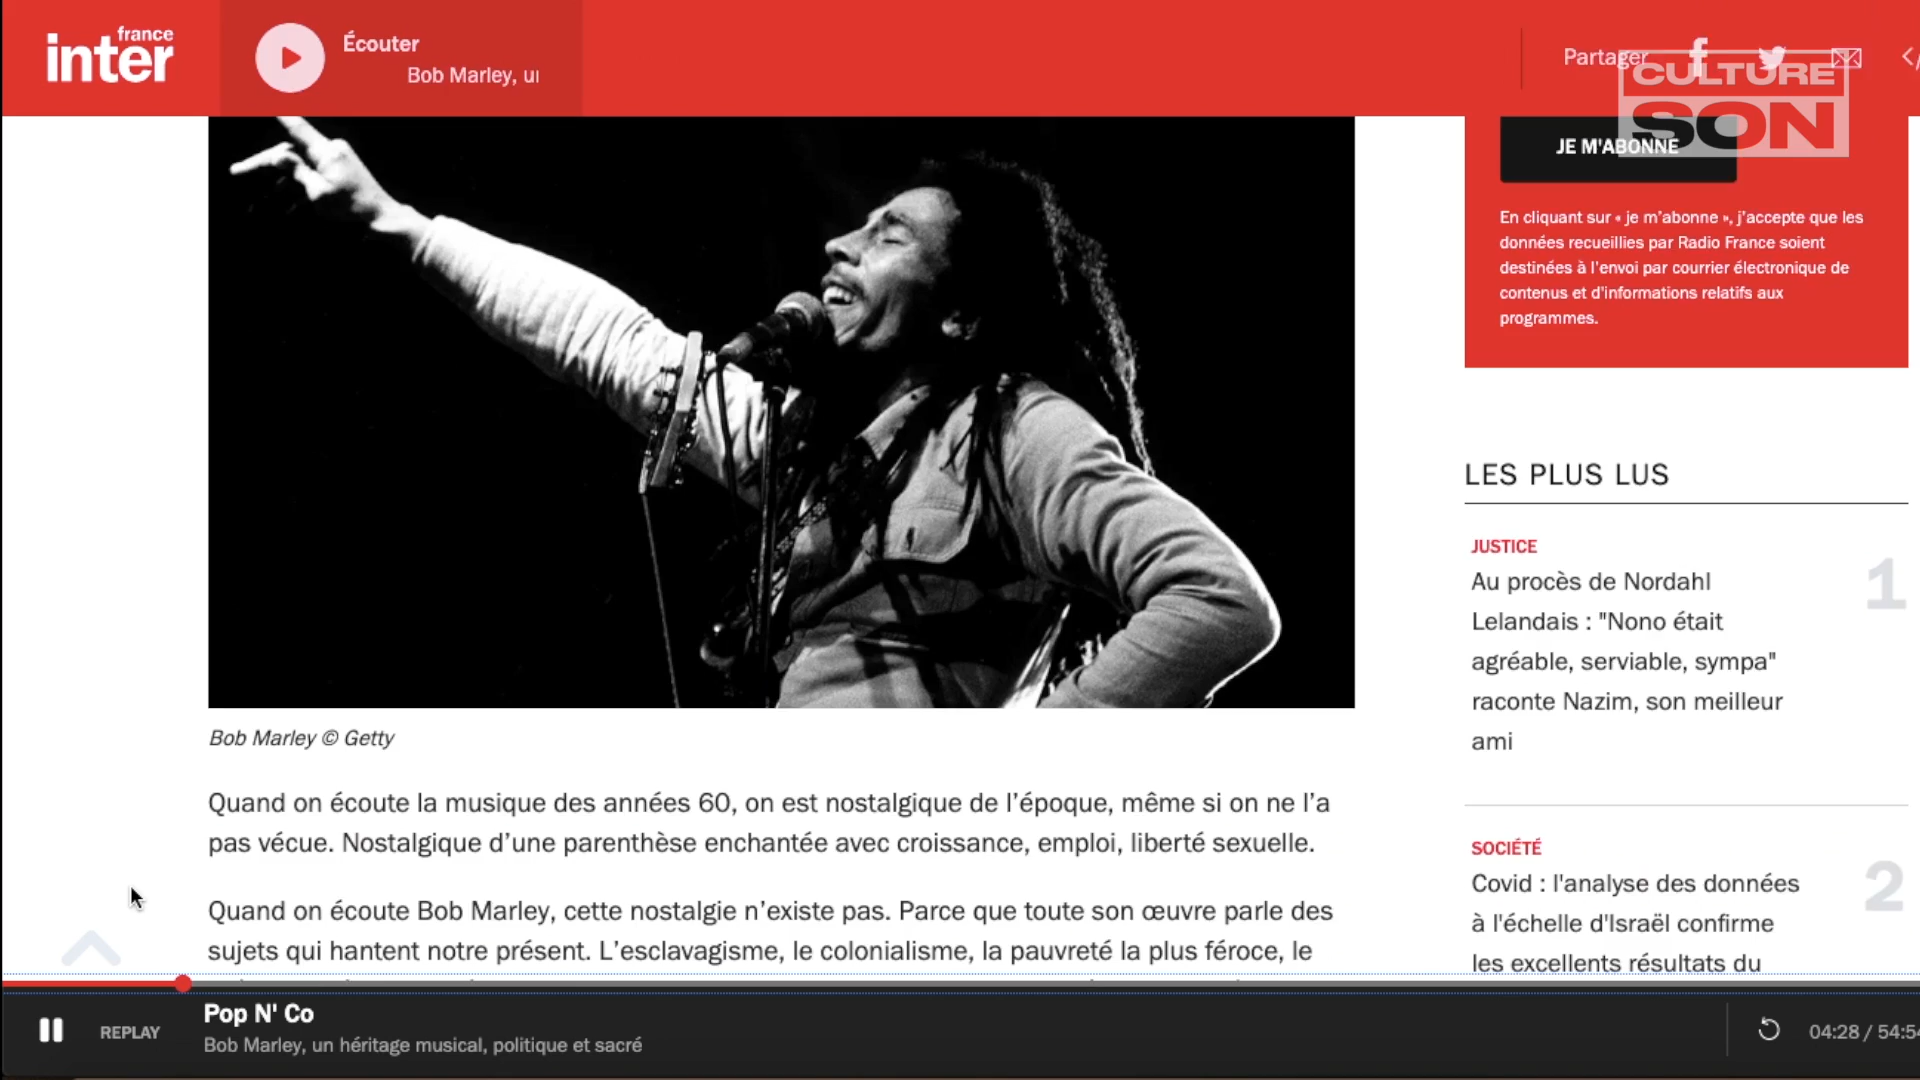 france
inter
Écouter
Bob Marley, ur
Partager
CULTURE
SON
JE M'ABONNE
En cliquant sur « je m'abonne », j'accepte que les
données recueillies par Radio France soient
destinées à l'envoi par courrier électronique de
contenus et d'informations relatifs aux
programmes.
LES PLUS LUS
JUSTICE
Au procès de Nordahl
Lelandais : "Nono était
agréable, serviable, sympa"
raconte Nazim, son meilleur
ami
1
SOCIÉTÉ
Covid : l'analyse des données
à l'échelle d'Israël confirme
les excellents résultats du
2
Bob Marley © Getty
Quand on écoute la musique des années 60, on est nostalgique de l’époque, même si on ne l’a
pas vécue. Nostalgique d’une parenthèse enchantée avec croissance, emploi, liberté sexuelle.
Quand on écoute Bob Marley, cette nostalgie n’existe pas. Parce que toute son œuvre parle des
sujets qui hantent notre présent. L’esclavagisme, le colonialisme, la pauvreté la plus féroce, le
REPLAY
Pop N' Co
Bob Marley, un héritage musical, politique et sacré
04:28 / 54:54